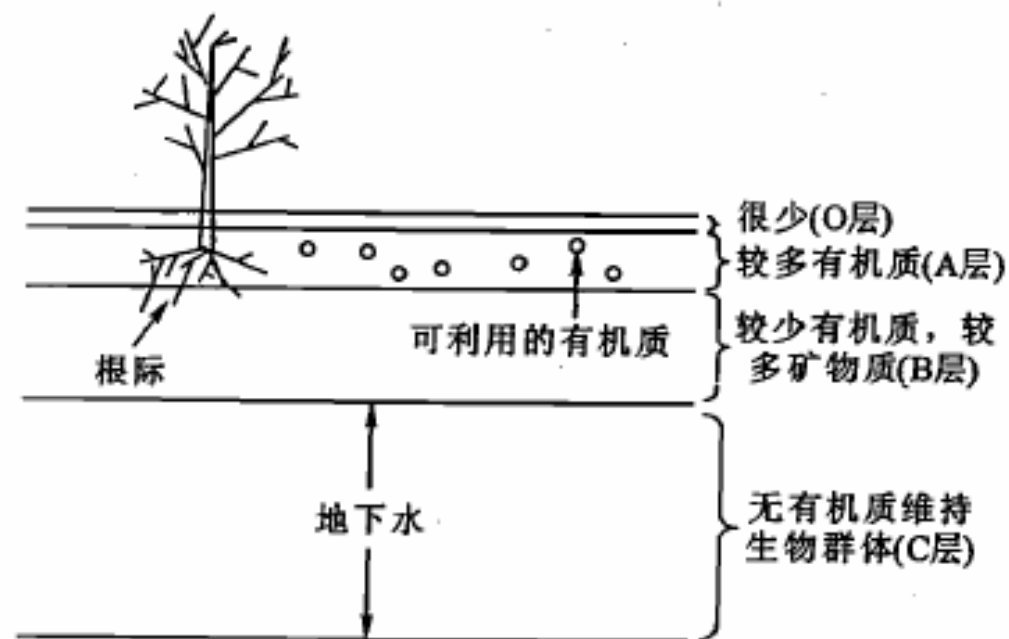 很少(O层)
较多有机质(A层)
可利用的有机质
较少有机质，较
多矿物质(B层)
根际
地下水
无有机质维持
生物群体(C层)